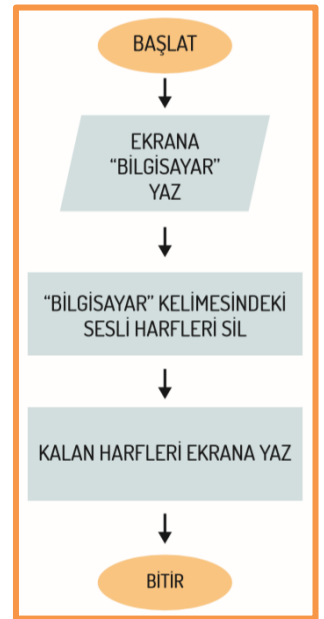 BAŞLAT
EKRANA
“BİLGİSAYAR”
YAZ
“BİLGİSAYAR” KELİMESİNDEKİ
SESLİ HARFLERİ SİL
KALAN HARFLERİ EKRANA YAZ
BİTİR